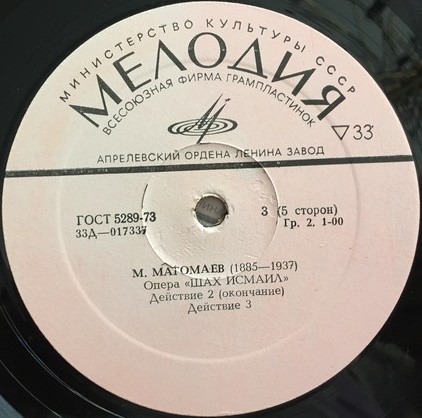 МИНИСТЕРСТВО КУЛЬТУРЫ СССР
МЕЛОДИЯ
ВСЕСОЮЗНАЯ ФИРМА ГРАМПЛАСТИНОК
▽33
АПРЕЛЕВСКИЙ ОРДЕНА ЛЕНИНА ЗАВОД
ГОСТ 5289-73
33Д—017337
3 (5 сторон)
Гр. 2. 1-00
М. МАГОМАЕВ (1885—1937)
Опера «ШАХ ИСМАИЛ»
Действие 2 (окончание)
Действие 3